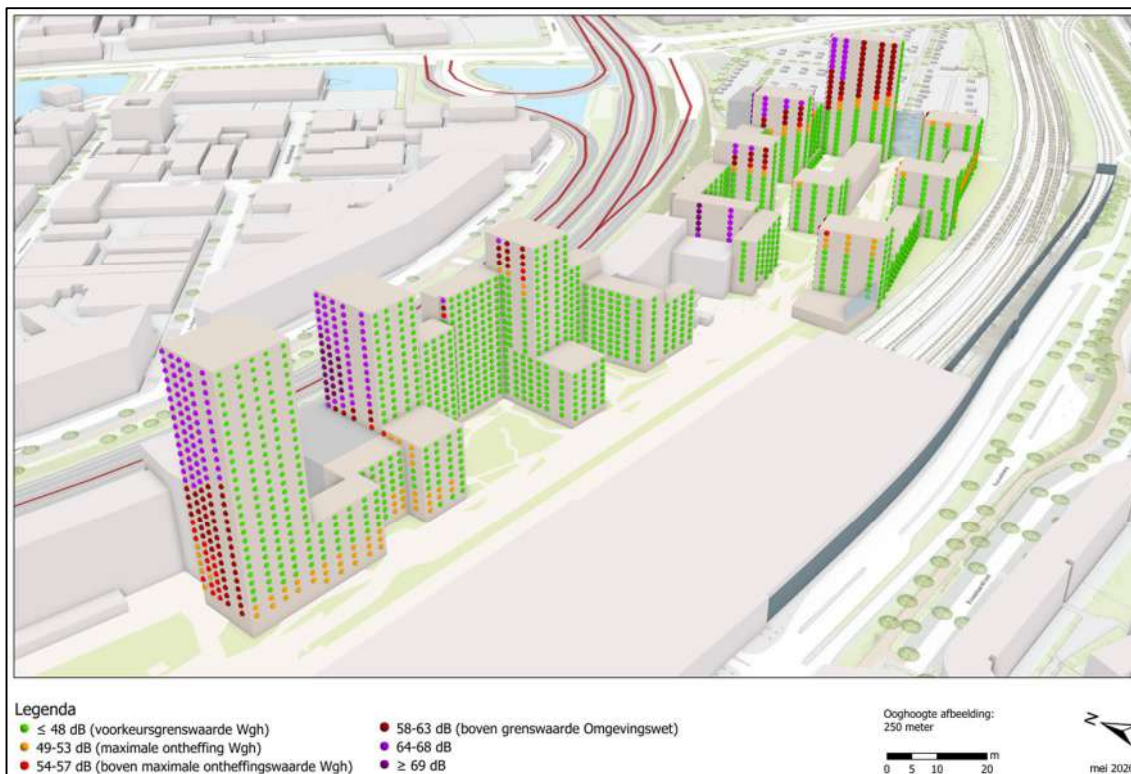 Legenda
≤ 48 dB (voorkeursgrenswaarde Wgh)
49-53 dB (maximale ontheffing Wgh)
54-57 dB (boven maximale ontheffingswaarde Wgh)
58-63 dB (boven grenswaarde Omgevingswet)
64-68 dB
≥ 69 dB
Ooghoogte afbeelding:
250 meter
0 5 10 20 m
N
mei 2020